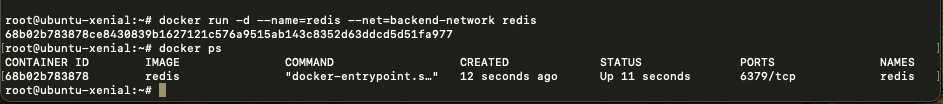 root@ubuntu-xenial:~# docker run -d --name=redis --net=backend-network redis
68b02b783878ce8430839b1627121c576a9515ab143c8352d63ddcd5d51fa977
[root@ubuntu-xenial:~# docker ps ]
CONTAINER ID IMAGE COMMAND CREATED STATUS PORTS NAMES
[68b02b783878 redis "docker-entrypoint.s…" 12 seconds ago Up 11 seconds 6379/tcp redis ]
root@ubuntu-xenial:~#